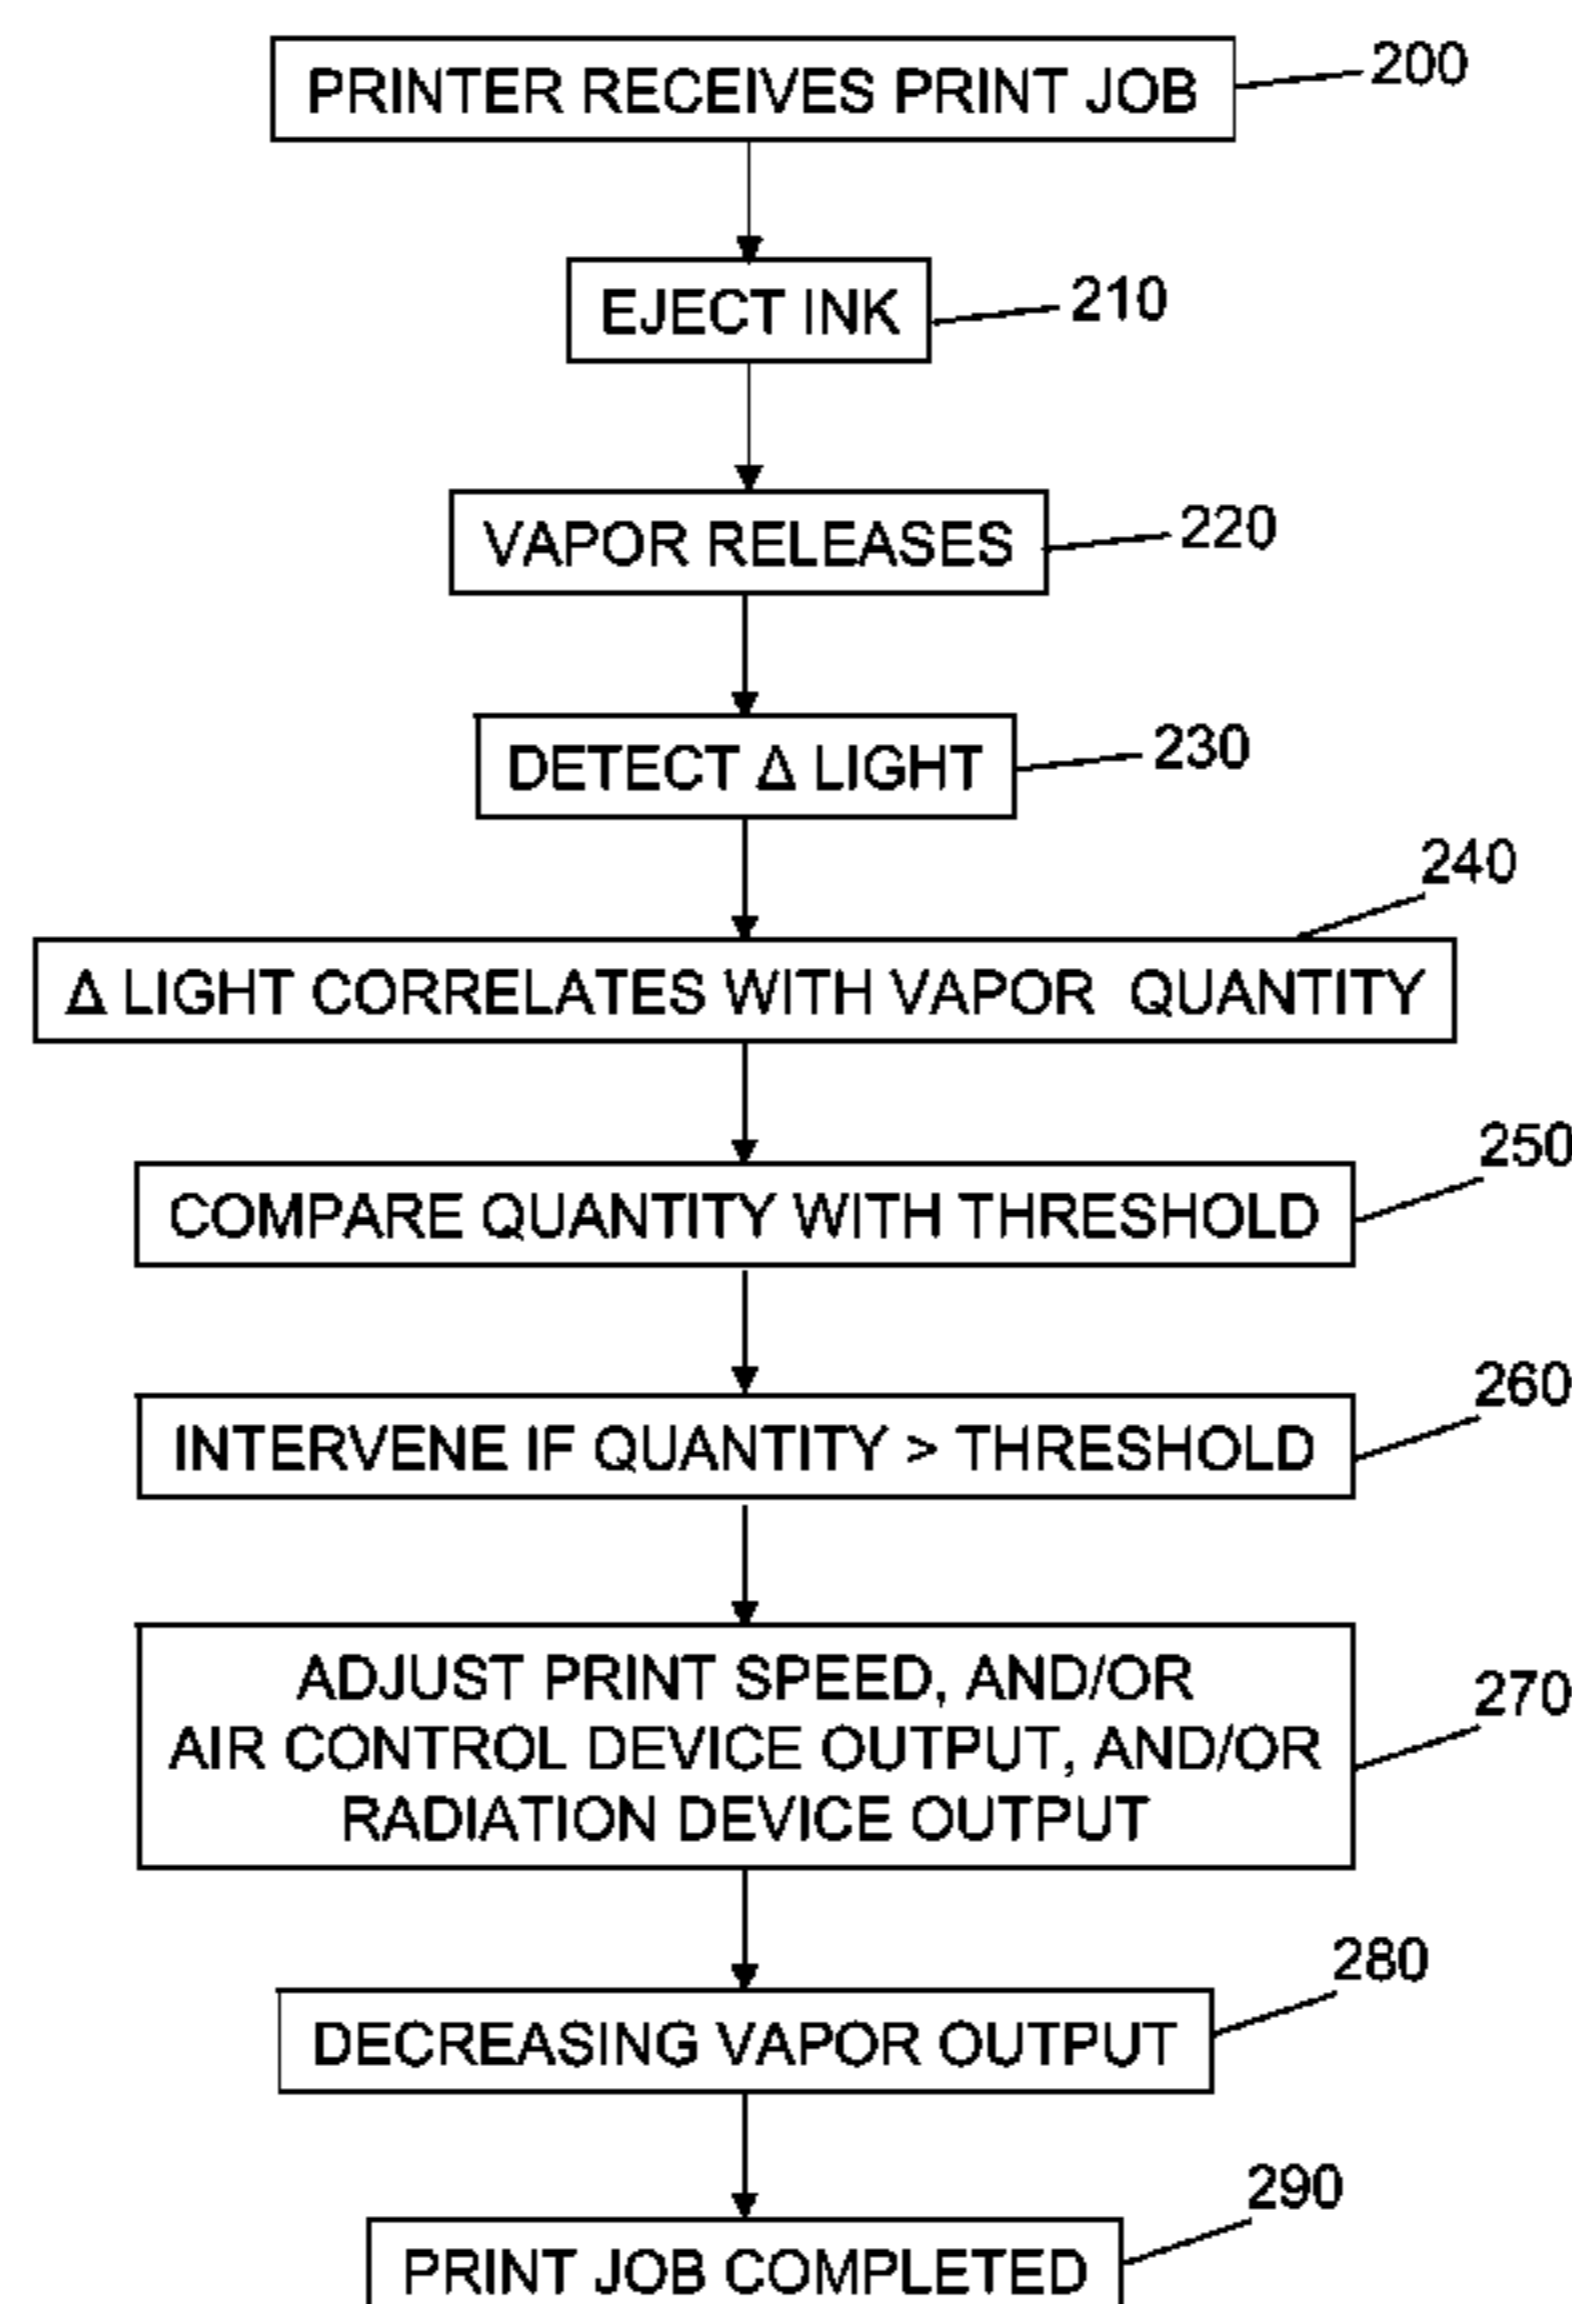 PRINTER RECEIVES PRINT JOB
200
EJECT INK
210
VAPOR RELEASES
220
DETECT Δ LIGHT
230
240
Δ LIGHT CORRELATES WITH VAPOR QUANTITY
250
COMPARE QUANTITY WITH THRESHOLD
260
INTERVENE IF QUANTITY > THRESHOLD
ADJUST PRINT SPEED, AND/OR
270
AIR CONTROL DEVICE OUTPUT, AND/OR
RADIATION DEVICE OUTPUT
280
DECREASING VAPOR OUTPUT
290
PRINT JOB COMPLETED